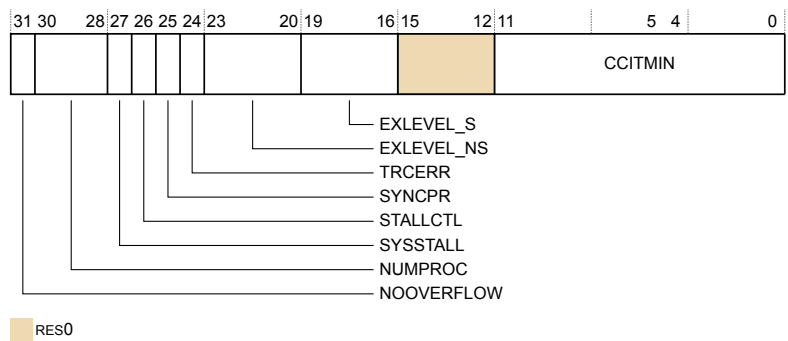 31 30 28 27 26 25 24 23 20 19 16 15 12 11 5 4 0
CCITMIN
EXLEVEL_S
EXLEVEL_NS
TRCERR
SYNCPR
STALLCTL
SYSSTALL
NUMPROC
NOOVERFLOW
RES0